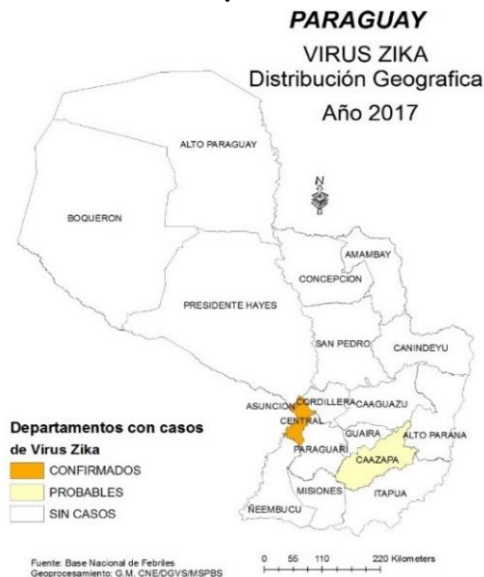 PARAGUAY
VIRUS ZIKA
Distribución Geografica
Año 2017
ALTO PARAGUAY
N
BOQUERON
AMAMBAY
CONCEPCION
PRESIDENTE HAYES
SAN PEDRO
CANINDEYU
ASUNCION
CORDILLERA
CAAGUAZU
CENTRAL
GUAIRA
ALTO PARANA
PARAGUARI
CAAZAPA
MISIONES
ITAPUA
ÑEEMBUCU
Departamentos con casos
de Virus Zika
CONFIRMADOS
PROBABLES
SIN CASOS
0 55 110 220 Kilometers
Fuente: Base Nacional de Febriles
Geoprocesamiento: G.M. CNE/DGVS/MSPBS